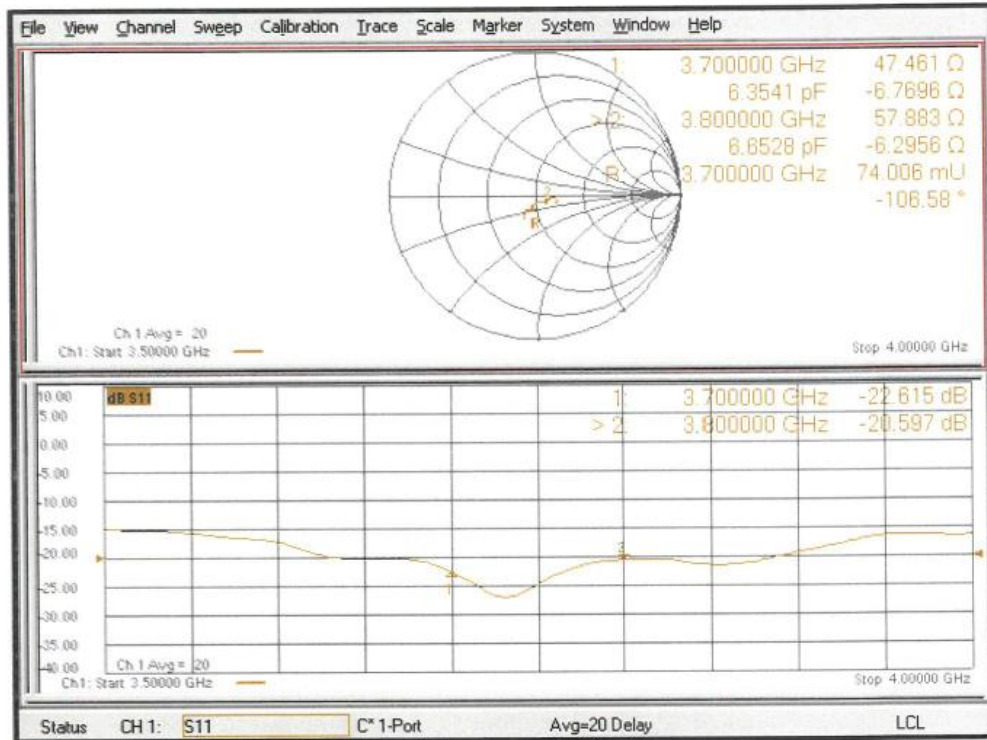 File View Channel Sweep Calibration Trace Scale Marker System Window Help
1: 3.700000 GHz 47.461 Ω
6.3541 pF -6.7696 Ω
> 2: 3.800000 GHz 57.883 Ω
6.6528 pF -6.2956 Ω
R 3.700000 GHz 74.006 mU
-106.58 °
2
1
R
Ch 1 Avg = 20
Ch1: Start 3.50000 GHz
Stop 4.00000 GHz
10.00
dB S11
1: 3.700000 GHz -22.615 dB
5.00
> 2: 3.800000 GHz -20.597 dB
0.00
-5.00
-10.00
-15.00
-20.00
2
1
-25.00
-30.00
-35.00
-40.00
Ch 1 Avg = 20
Ch1: Start 3.50000 GHz
Stop 4.00000 GHz
Status CH 1: S11 C* 1-Port Avg=20 Delay LCL